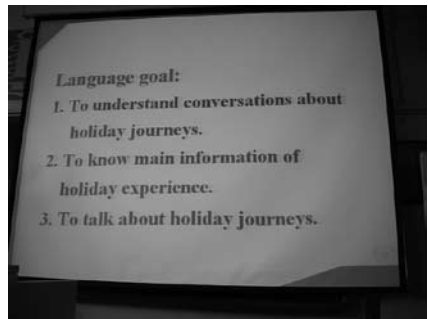 Language goal:
1. To understand conversations about
holiday journeys.
2. To know main information of
holiday experience.
3. To talk about holiday journeys.